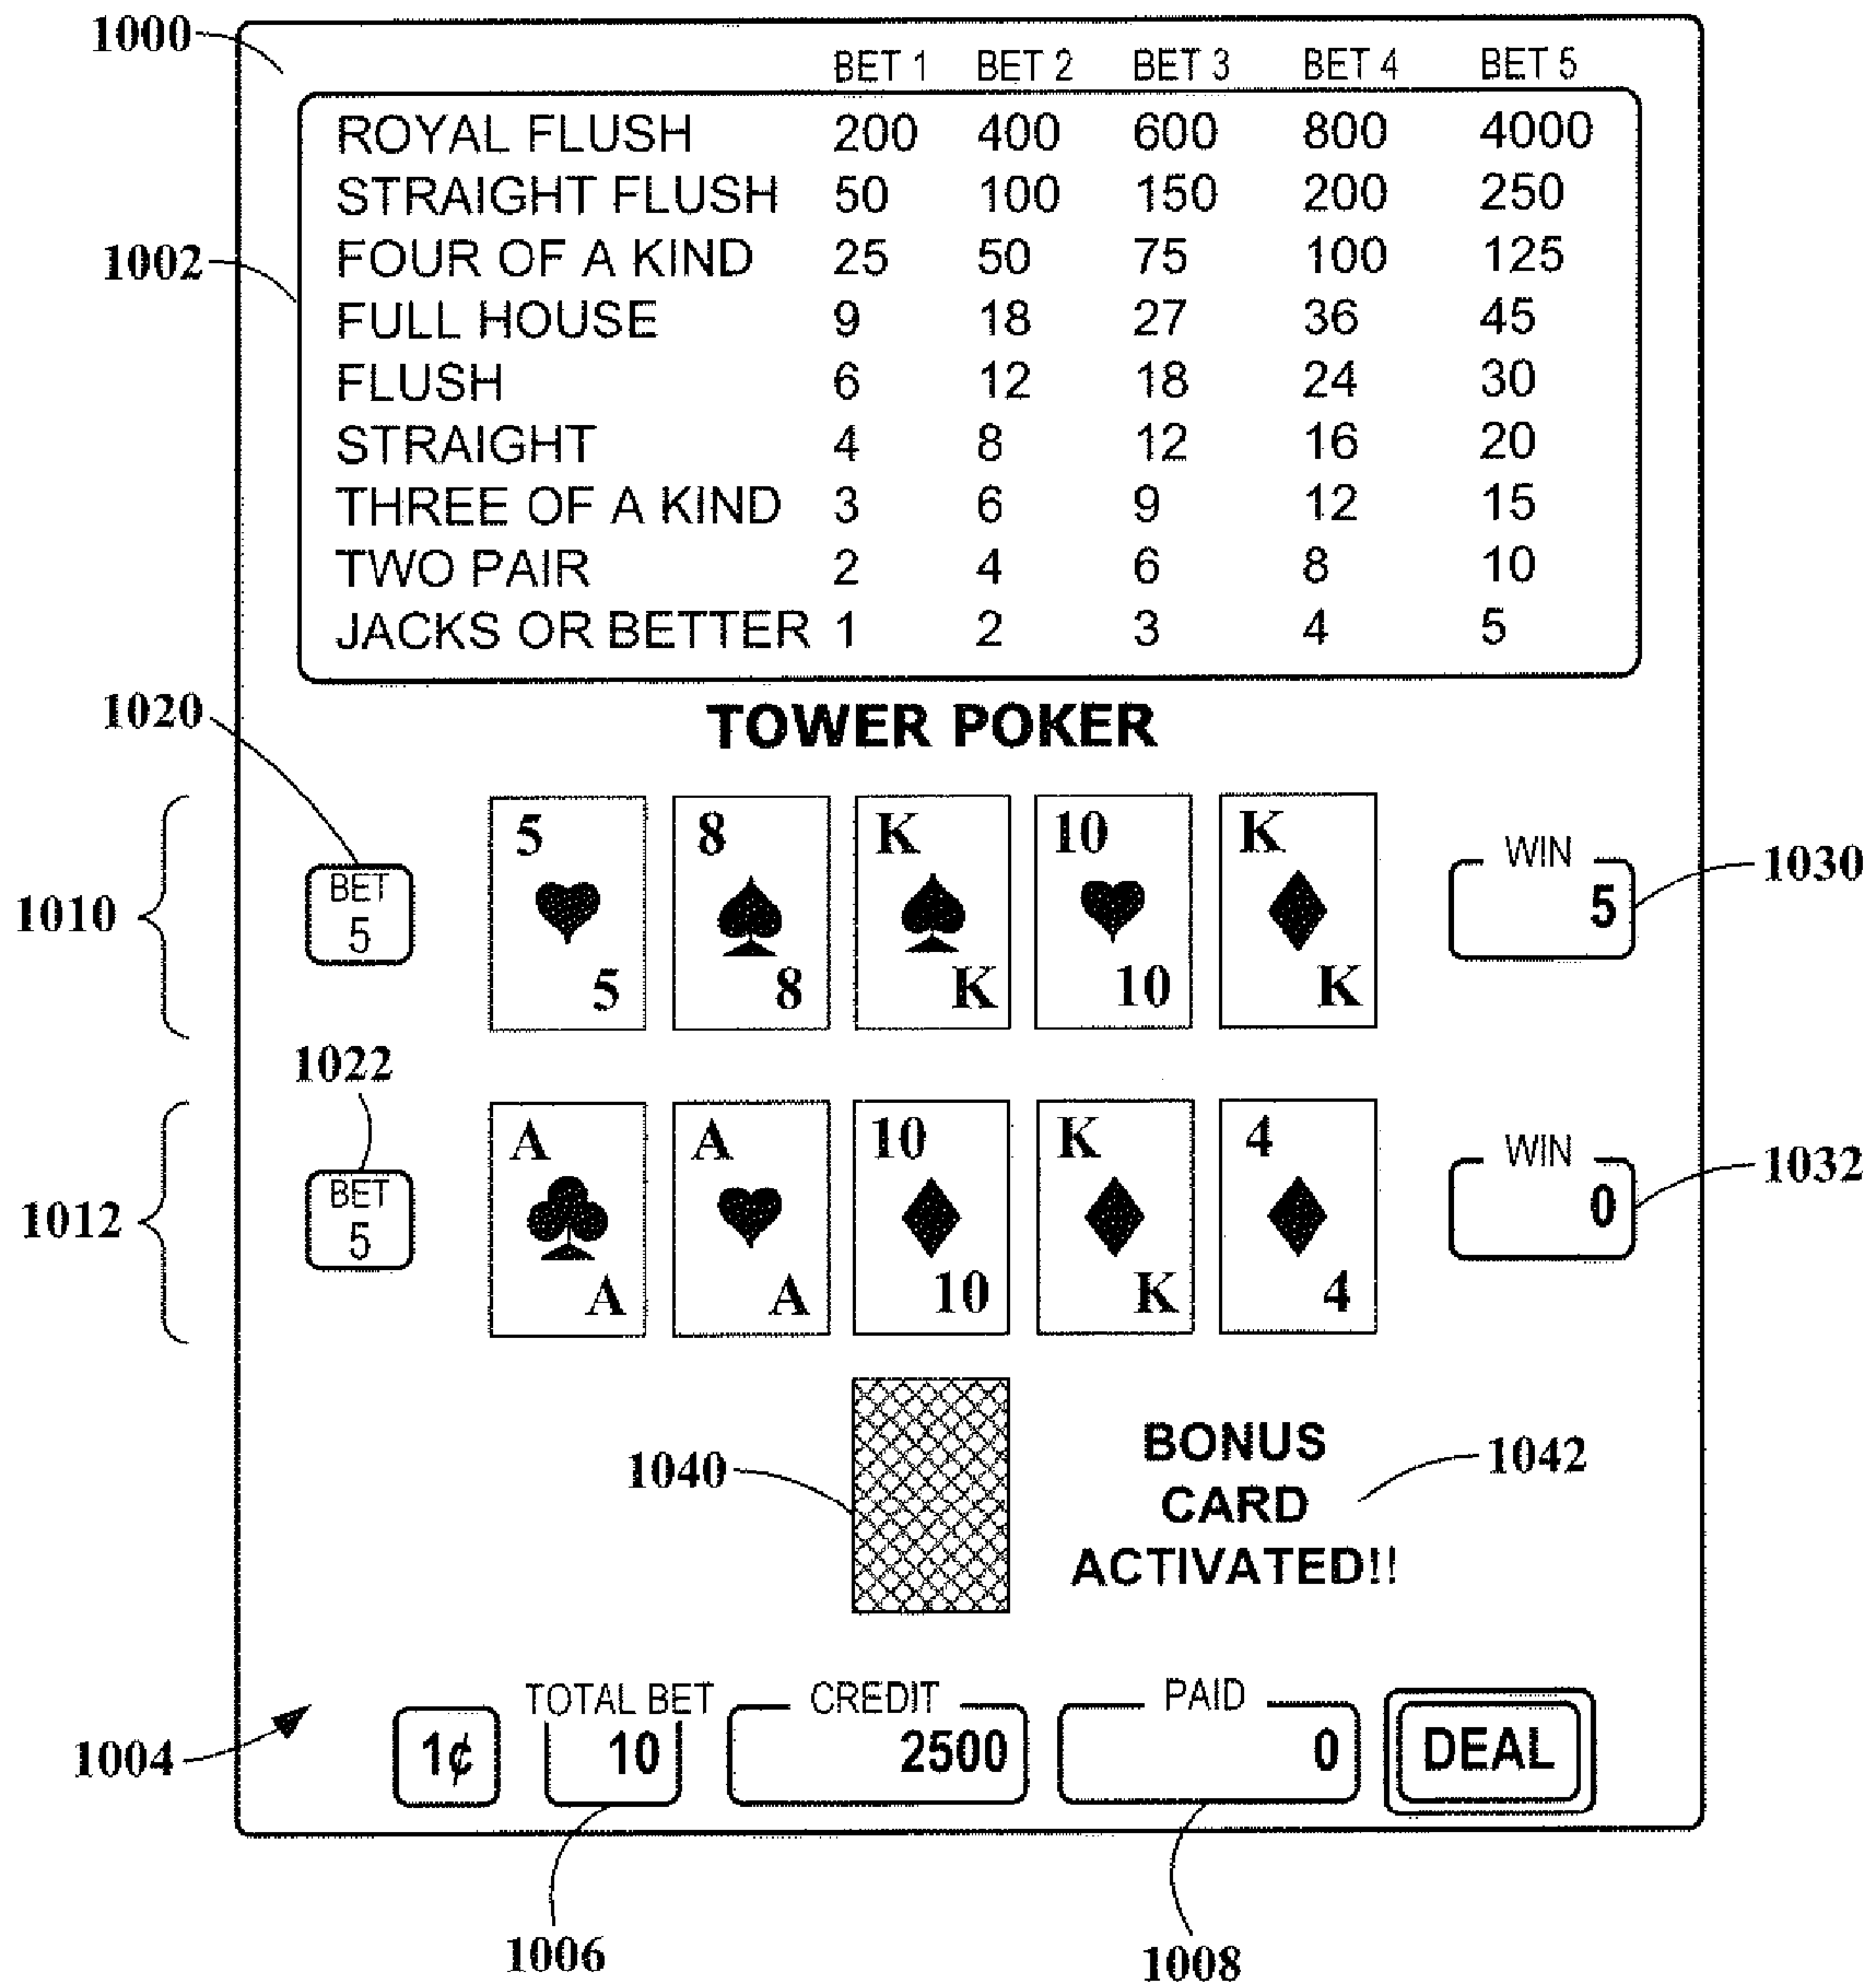 1000
BET 1 BET 2 BET 3 BET 4 BET 5
ROYAL FLUSH 200 400 600 800 4000
STRAIGHT FLUSH 50 100 150 200 250
1002 FOUR OF A KIND 25 50 75 100 125
FULL HOUSE 9 18 27 36 45
FLUSH 6 12 18 24 30
STRAIGHT 4 8 12 16 20
THREE OF A KIND 3 6 9 12 15
TWO PAIR 2 4 6 8 10
JACKS OR BETTER 1 2 3 4 5
1020
TOWER POKER
5 8 K 10 K
WIN
1030
BET
5
1010
5
5 8 K 10 K
1022
A A 10 K 4
WIN
1032
BET
5
1012
0
A A 10 K 4
1040
BONUS
CARD
ACTIVATED!!
1042
TOTAL BET CREDIT PAID
1004 1¢ 10 2500 0 DEAL
1006 1008